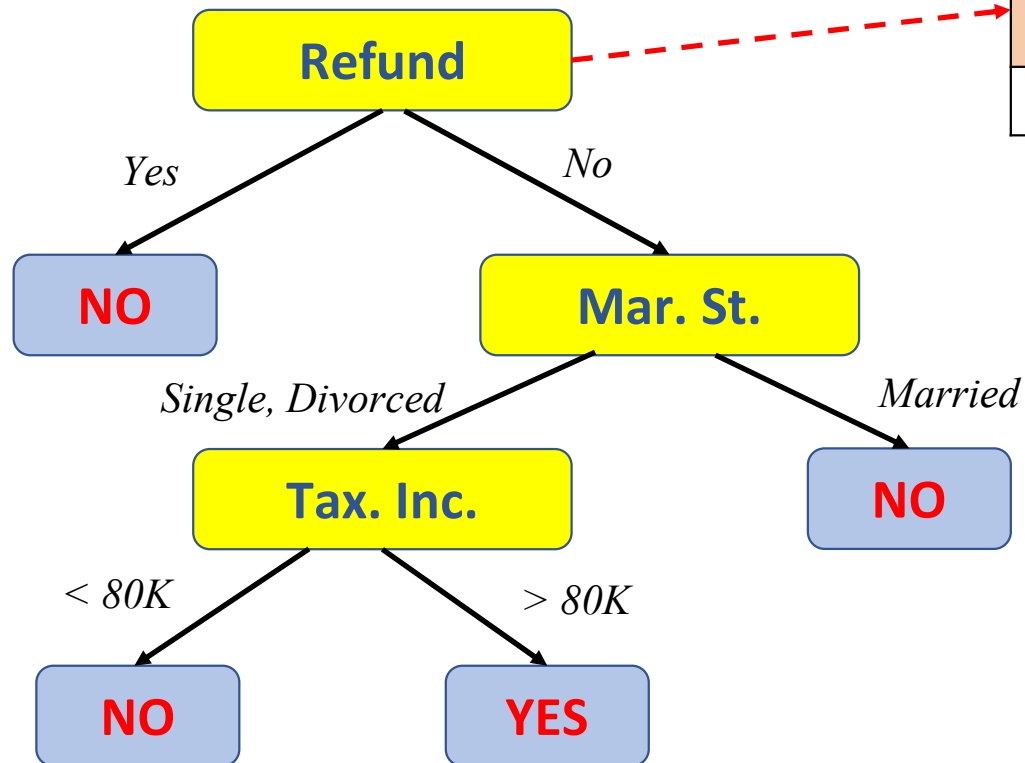 Refund
Yes
No
NO
Mar. St.
Single, Divorced
Married
Tax. Inc.
NO
< 80K
> 80K
NO
YES